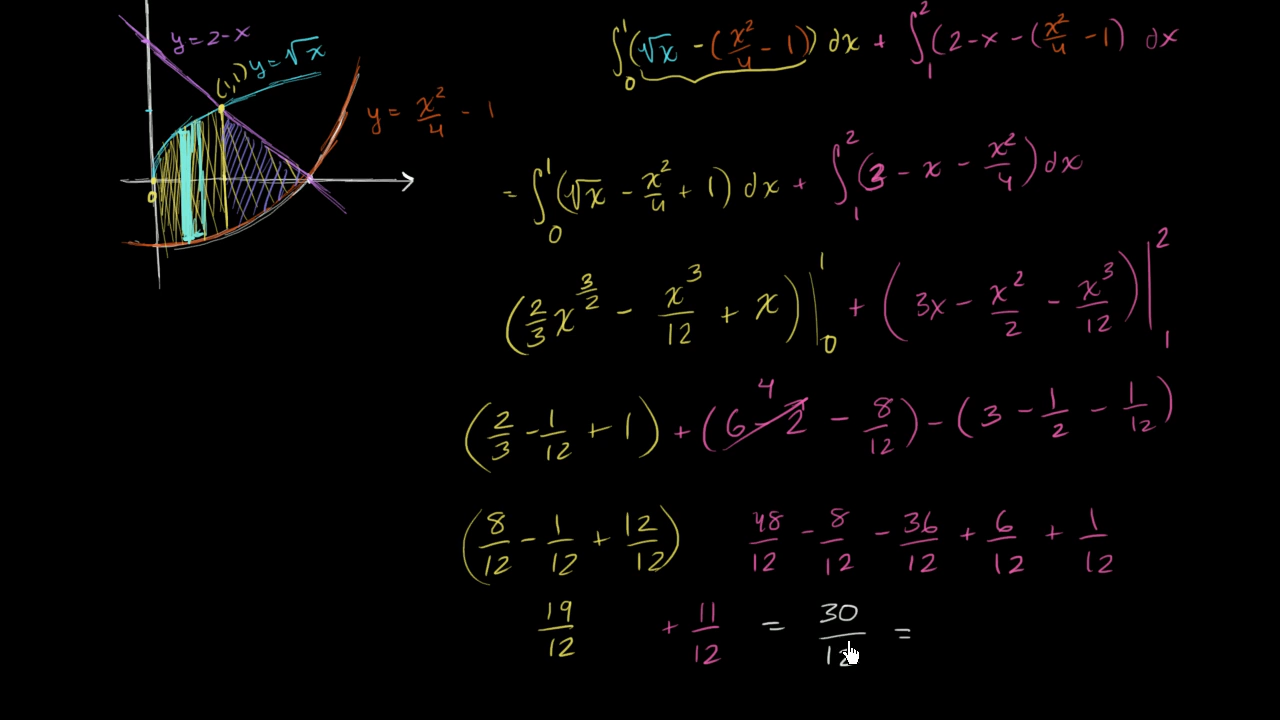 y = 2 - x
(1,1) y = √x
y = x²/4 - 1
0
∫₀¹ (√x - (x²/4 - 1)) dx + ∫₁² (2 - x - (x²/4 - 1) dx
= ∫₀¹ (√x - x²/4 + 1) dx + ∫₁² (3 - x - x²/4) dx
(2/3 x^(3/2) - x³/12 + x) |₀¹ + (3x - x²/2 - x³/12) |₁²
4
(2/3 - 1/12 + 1) + (6 - 2 - 8/12) - (3 - 1/2 - 1/12)
(8/12 - 1/12 + 12/12) 48/12 - 8/12 - 36/12 + 6/12 + 1/12
19/12 + 11/12 = 30/12 =